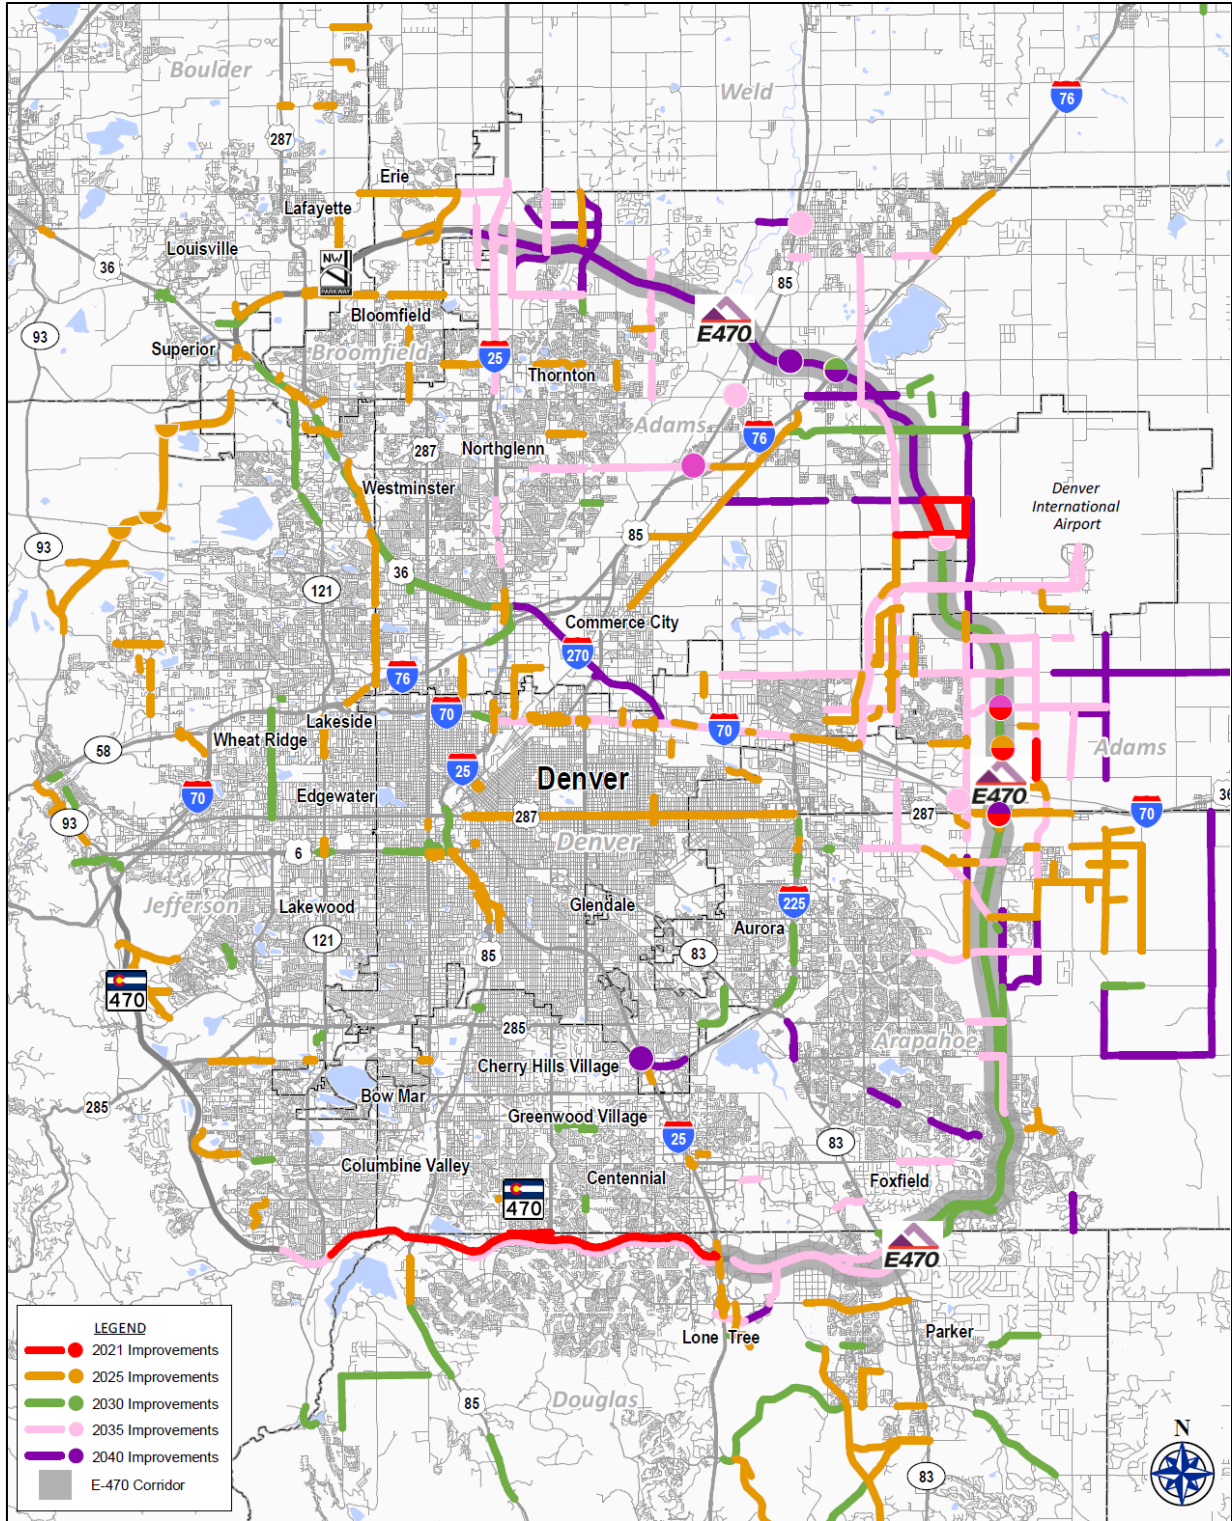 Boulder
Weld
76
287
Erie
Lafayette
Louisville
NW
PARKWAY
36
85
Bloomfield
E470
93
Superior
Broomfield
25
Thornton
Adams
76
287
Northglenn
Westminster
Denver
International
Airport
85
93
36
121
Commerce City
270
76
70
Lakeside
Wheat Ridge
58
70
Adams
25
Denver
Edgewater
70
E470
36
93
287
287
70
6
Denver
Jefferson
Lakewood
Glendale
225
Aurora
121
85
83
470
285
Arapahoe
Cherry Hills Village
Bow Mar
285
Greenwood Village
25
83
Columbine Valley
Centennial
Foxfield
470
E470
LEGEND
2021 Improvements
2025 Improvements
2030 Improvements
2035 Improvements
2040 Improvements
E-470 Corridor
Lone Tree
Parker
Douglas
85
83
N